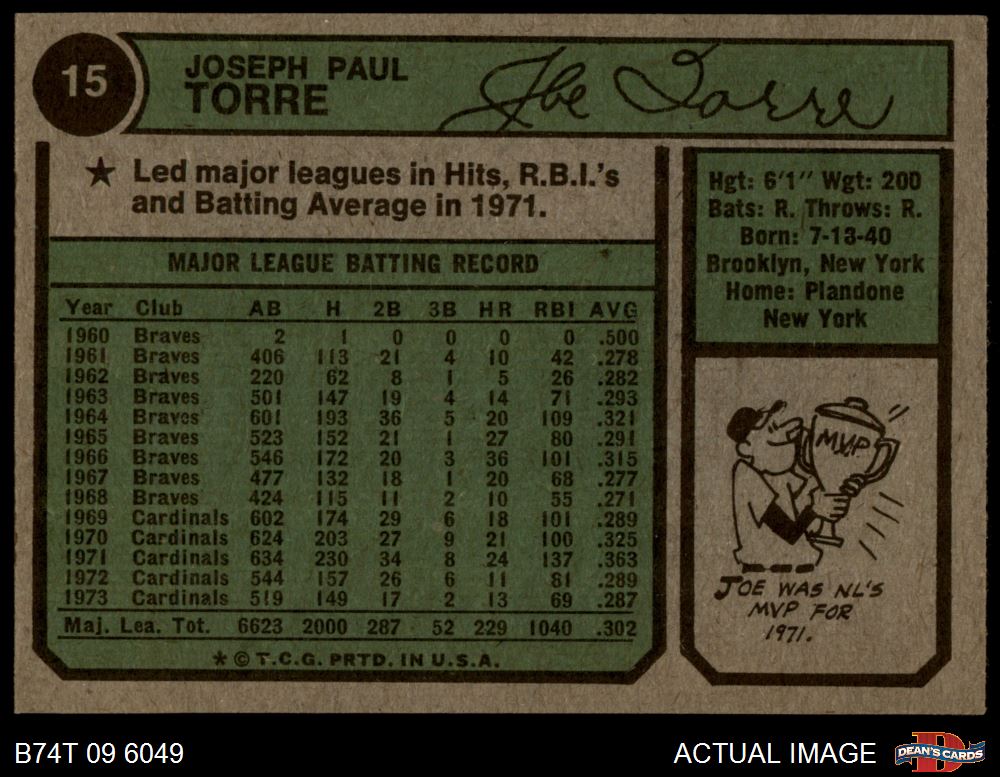 15
JOSEPH PAUL
TORRE
Joe Torre
★ Led major leagues in Hits, R.B.I.'s
and Batting Average in 1971.
MAJOR LEAGUE BATTING RECORD
Year Club AB H 2B 3B HR RBI AVG
1960 Braves 2 1 0 0 0 0 .500
1961 Braves 406 113 21 4 10 42 .278
1962 Braves 220 62 8 1 5 26 .282
1963 Braves 501 147 19 4 14 71 .293
1964 Braves 601 193 36 5 20 109 .321
1965 Braves 523 152 21 1 27 80 .291
1966 Braves 546 172 20 3 36 101 .315
1967 Braves 477 132 18 1 20 68 .277
1968 Braves 424 115 11 2 10 55 .271
1969 Cardinals 602 174 29 6 18 101 .289
1970 Cardinals 624 203 27 9 21 100 .325
1971 Cardinals 634 230 34 8 24 137 .363
1972 Cardinals 544 157 26 6 11 81 .289
1973 Cardinals 519 149 17 2 13 69 .287
Maj. Lea. Tot. 6623 2000 287 52 229 1040 .302
* © T.C.G. PRTD. IN U.S.A.
Hgt: 6'1" Wgt: 200
Bats: R. Throws: R.
Born: 7-13-40
Brooklyn, New York
Home: Plandone
New York
MVP
JOE WAS NL'S
MVP FOR
1971.
B74T 09 6049
ACTUAL IMAGE
D
DEAN'S CARDS